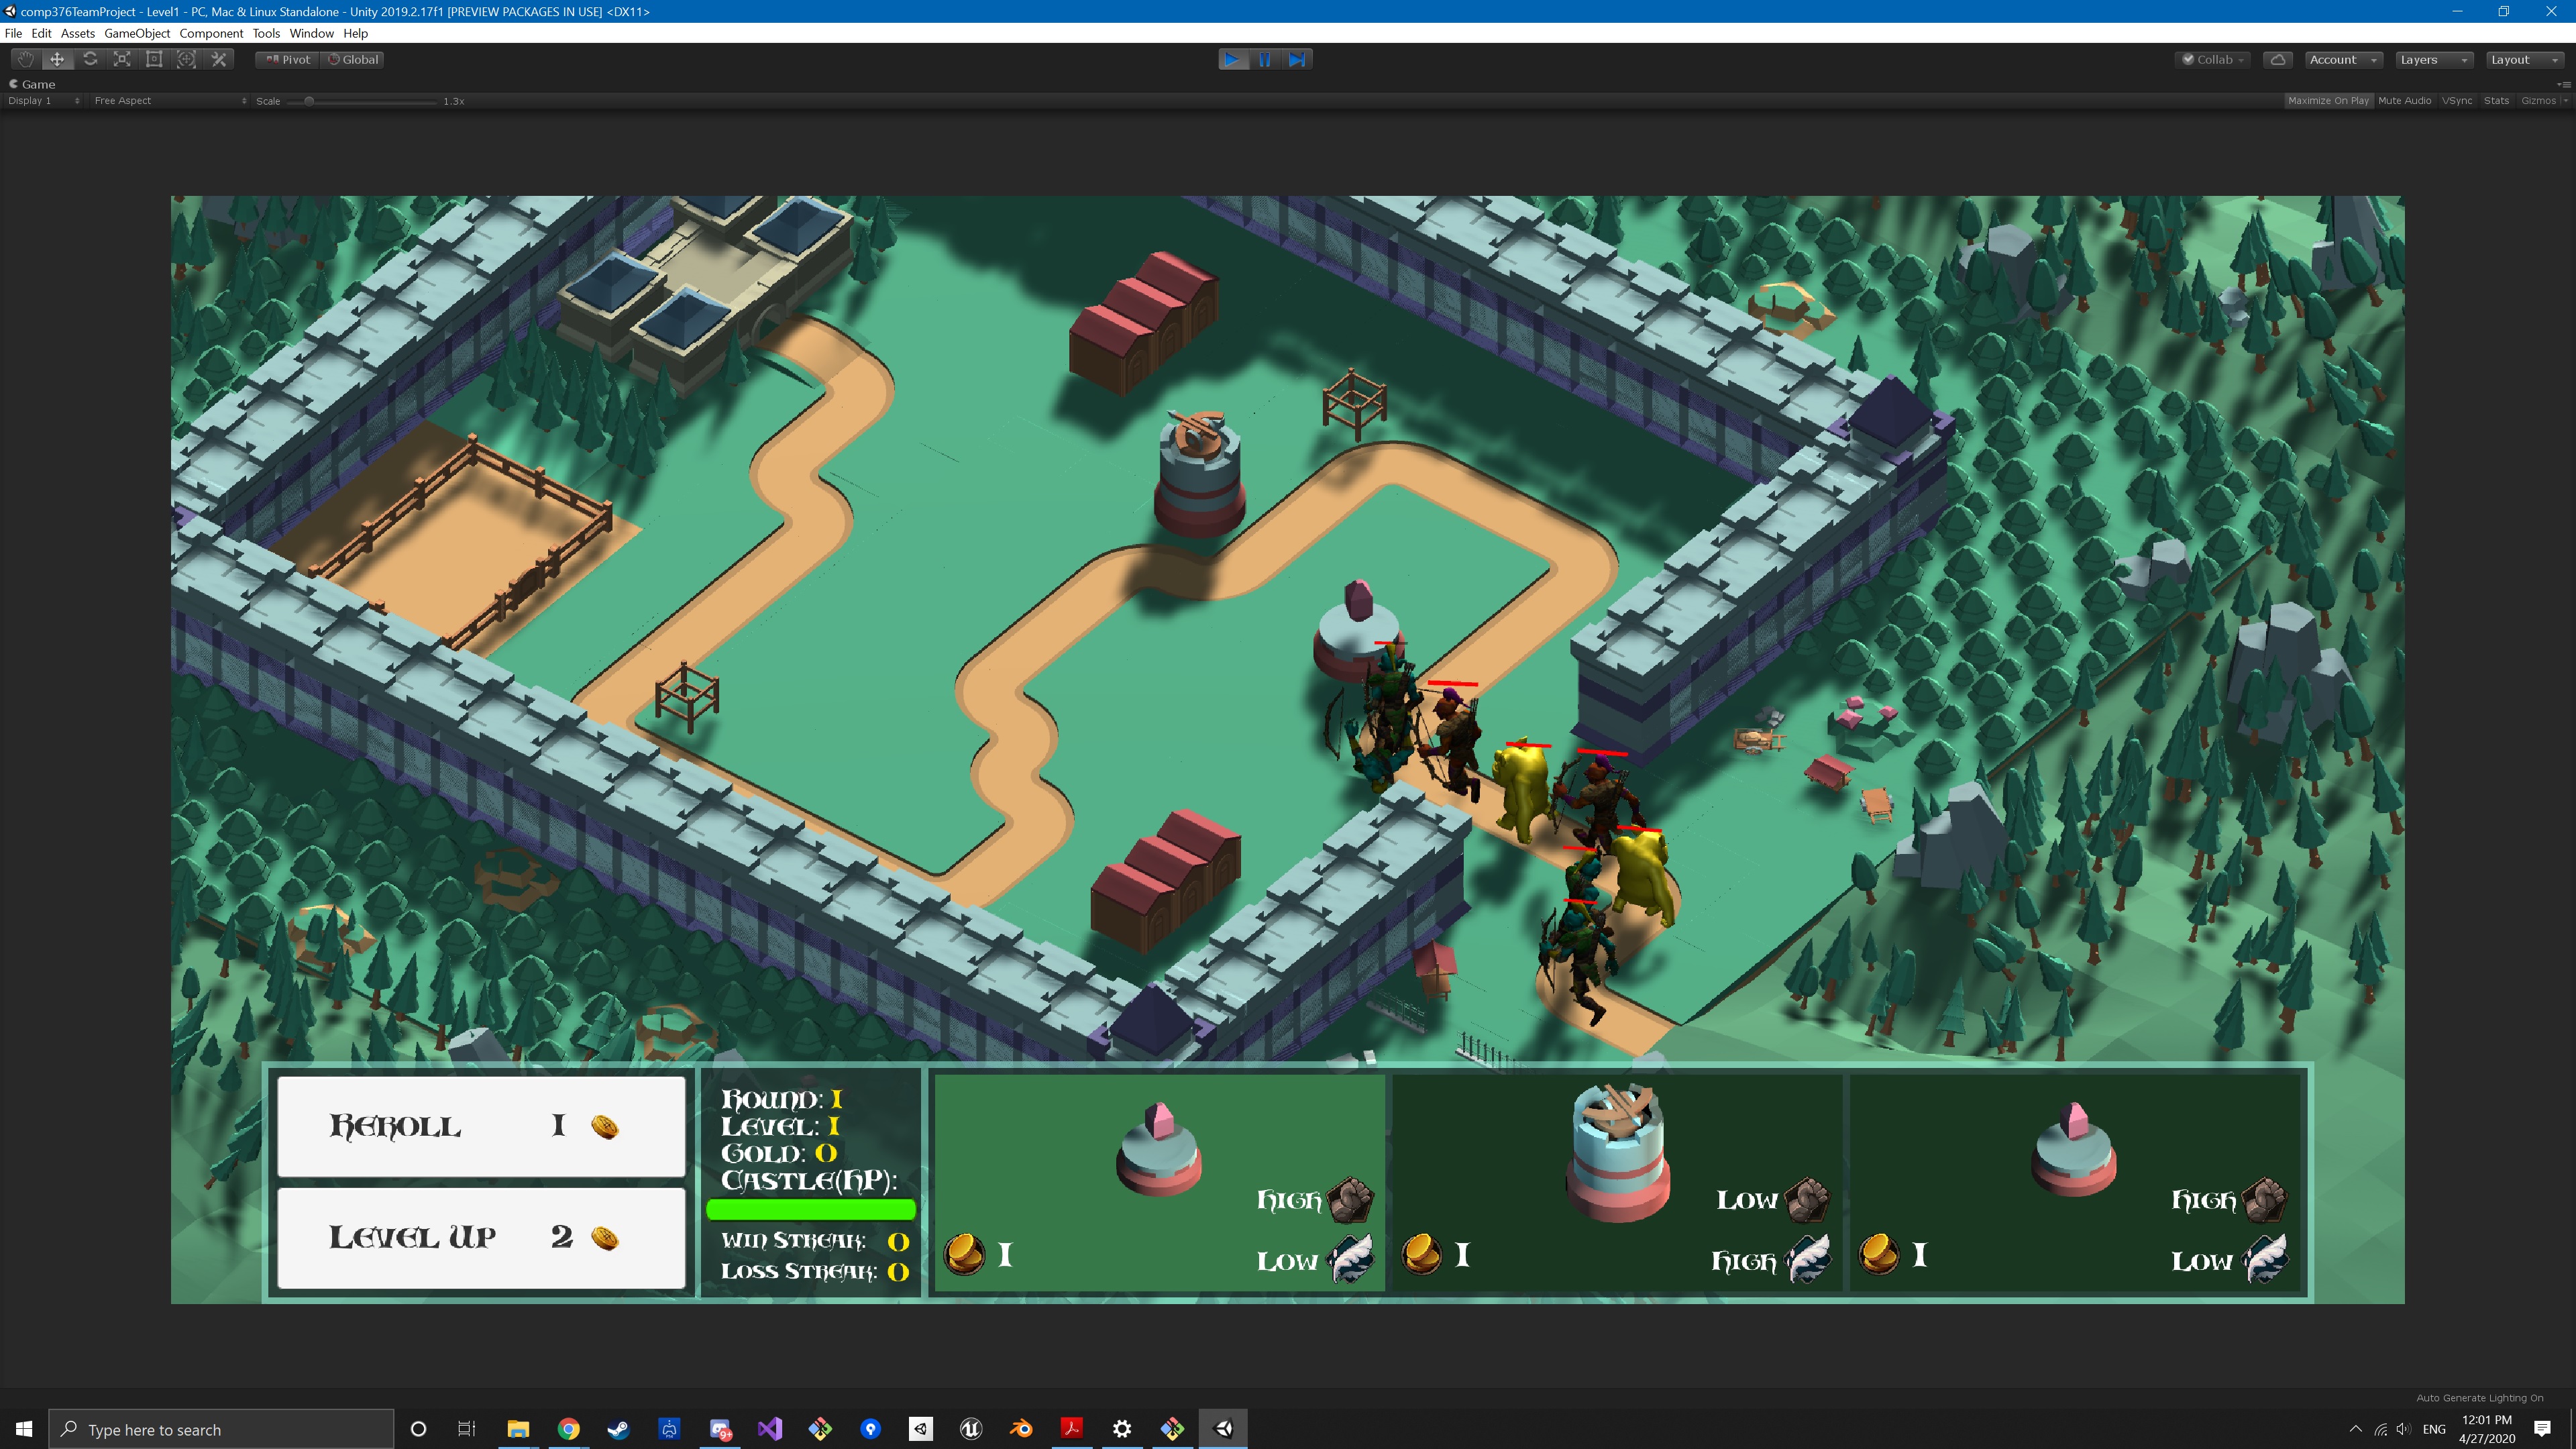 comp376TeamProject - Level1 - PC, Mac & Linux Standalone - Unity 2019.2.17f1 [PREVIEW PACKAGES IN USE] <DX11>
File Edit Assets GameObject Component Tools Window Help
Pivot Global Collab Account Layers Layout
Game
Display 1 Free Aspect Scale 1.3x Maximize On Play Mute Audio VSync Stats Gizmos
Reroll 1
Level Up 2
Round: 1
Level: 1
Gold: 0
Castle(HP):
Win Streak: 0
Loss Streak: 0
High
1 Low
Low
1 High
High
1 Low
Auto Generate Lighting On
Type here to search
9+
ENG
12:01 PM
4/27/2020